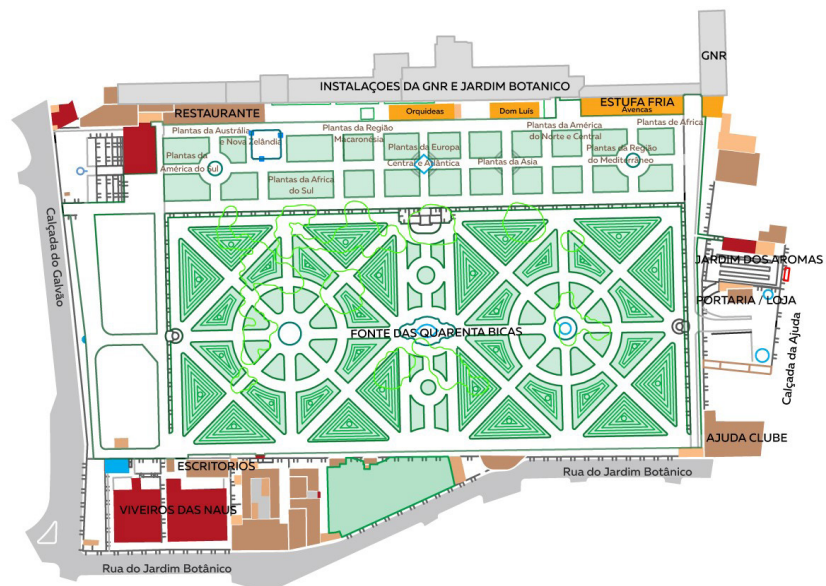 GNR
INSTALAÇOES DA GNR E JARDIM BOTANICO
ESTUFA FRIA
Avencas
RESTAURANTE
Orquideas
Dom Luís
Plantas da Austrália
e Nova Zelândia
Plantas da Região
Macaronósia
Plantas da América
do Norte e Central
Plantas de Africa
Plantas da
América do Sul
Plantas da Europa
Central e Atlântica
Plantas da Ásia
Plantas da Região
do Mediterrâneo
Plantas da Africa
do Sul
Calçada do Galvão
JARDIM DOS AROMAS
PORTARIA / LOJA
FONTE DAS QUARENTA BICAS
Calçada da Ajuda
AJUDA CLUBE
ESCRITORIOS
Rua do Jardim Botânico
VIVEIROS DAS NAUS
Rua do Jardim Botânico